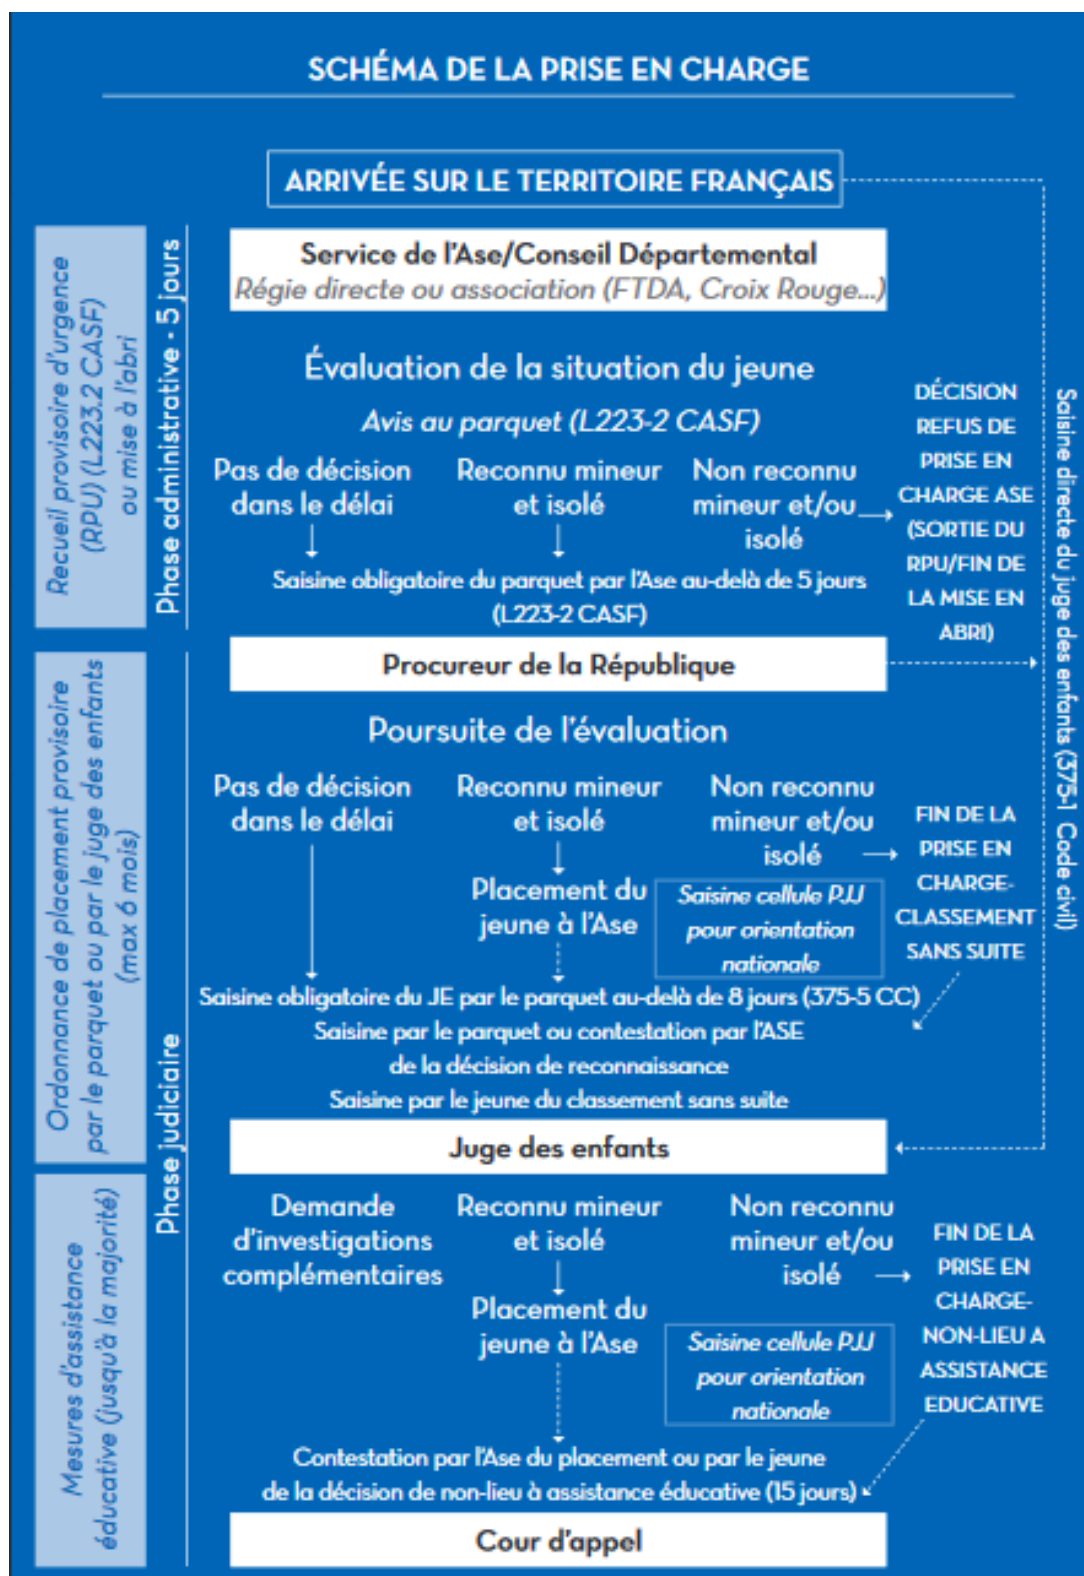 SCHÉMA DE LA PRISE EN CHARGE
ARRIVÉE SUR LE TERRITOIRE FRANÇAIS
Recueil provisoire d'urgence
(RPU) (L223.2 CASF)
ou mise à l'abri
Phase administrative - 5 jours
Service de l'Ase/Conseil Départemental
Régie directe ou association (FTDA, Croix Rouge...)
Évaluation de la situation du jeune
Avis au parquet (L223-2 CASF)
Pas de décision
dans le délai
Reconnu mineur
et isolé
Non reconnu
mineur et/ou
isolé
DÉCISION
REFUS DE
PRISE EN
CHARGE ASE
(SORTIE DU
RPU/FIN DE
LA MISE EN
ABRI)
Saisine directe du juge des enfants (375-1 Code civil)
Saisine obligatoire du parquet par l'Ase au-delà de 5 jours
(L223-2 CASF)
Ordonnance de placement provisoire
par le parquet ou par le juge des enfants
(max 6 mois)
Phase judiciaire
Procureur de la République
Poursuite de l'évaluation
Pas de décision
dans le délai
Reconnu mineur
et isolé
Non reconnu
mineur et/ou
isolé
FIN DE LA
PRISE EN
CHARGE-
CLASSEMENT
SANS SUITE
Placement du
jeune à l'Ase
Saisine cellule PJJ
pour orientation
nationale
Saisine obligatoire du JE par le parquet au-delà de 8 jours (375-5 CC)
Saisine par le parquet ou contestation par l'ASE
de la décision de reconnaissance
Saisine par le jeune du classement sans suite
Juge des enfants
Mesures d'assistance
éducative (jusqu'à la majorité)
Demande
d'investigations
complémentaires
Reconnu mineur
et isolé
Non reconnu
mineur et/ou
isolé
FIN DE LA
PRISE EN
CHARGE-
NON-LIEU A
ASSISTANCE
EDUCATIVE
Placement du
jeune à l'Ase
Saisine cellule PJJ
pour orientation
nationale
Contestation par l'Ase du placement ou par le jeune
de la décision de non-lieu à assistance éducative (15 jours)
Cour d'appel